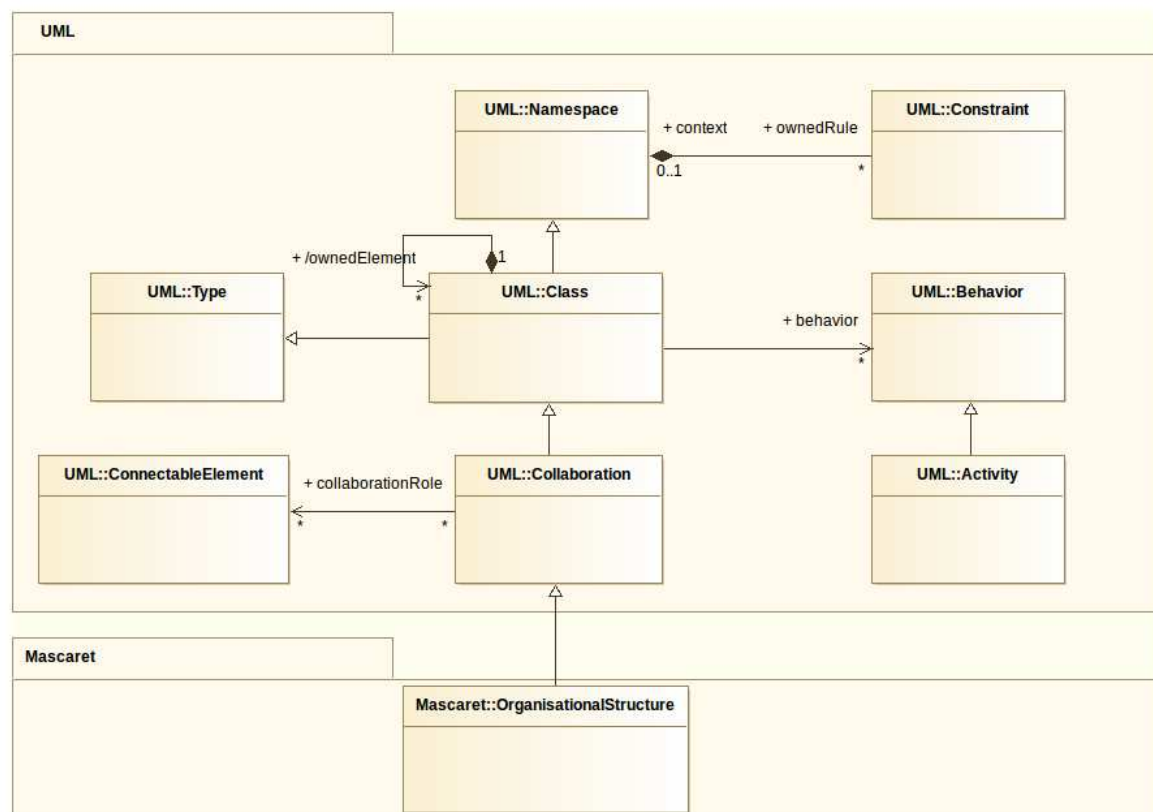 UML
UML::Namespace
UML::Constraint
+ context
+ ownedRule
0..1
*
+ /ownedElement
1
*
UML::Type
UML::Class
UML::Behavior
+ behavior
*
UML::ConnectableElement
UML::Collaboration
UML::Activity
+ collaborationRole
*
*
Mascaret
Mascaret::OrganisationalStructure